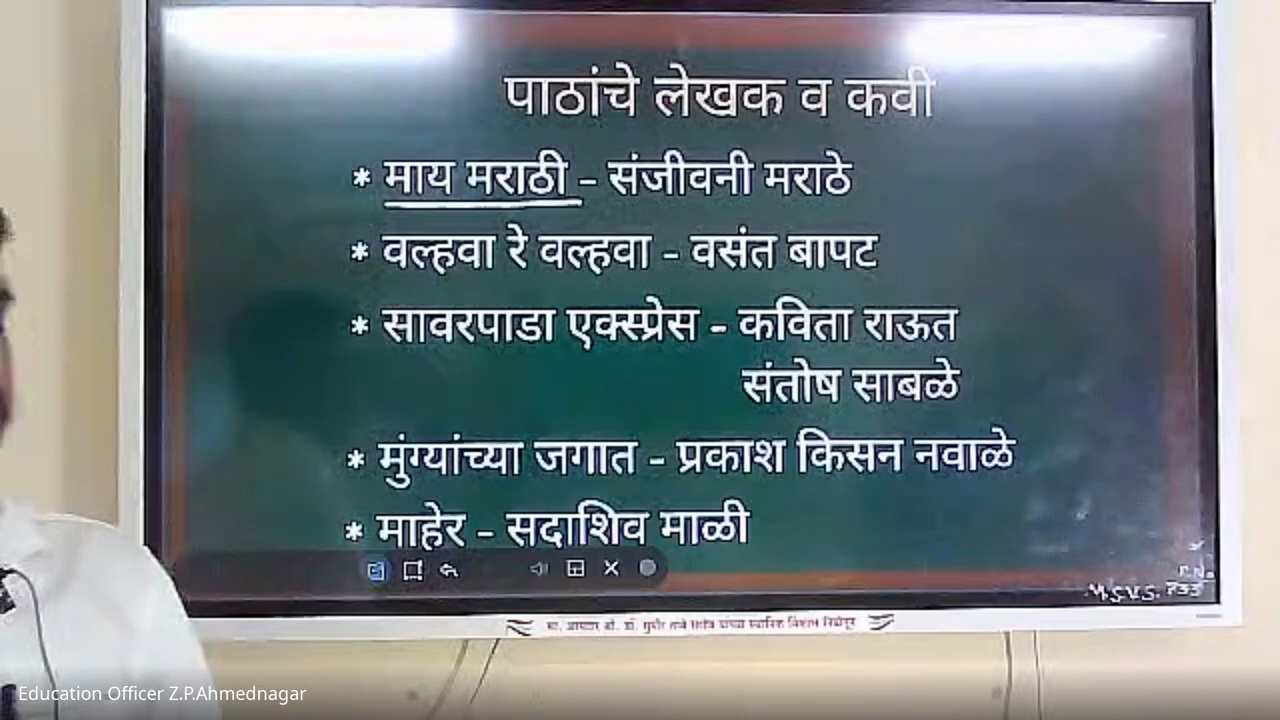 पाठांचे लेखक व कवी
* माय मराठी - संजीवनी मराठे
* वल्हवा रे वल्हवा - वसंत बापट
* सावरपाडा एक्स्प्रेस - कविता राऊत
संतोष साबळे
* मुंग्यांच्या जगात - प्रकाश किसन नवाळे
* माहेर - सदाशिव माळी
Education Officer Z.P.Ahmednagar